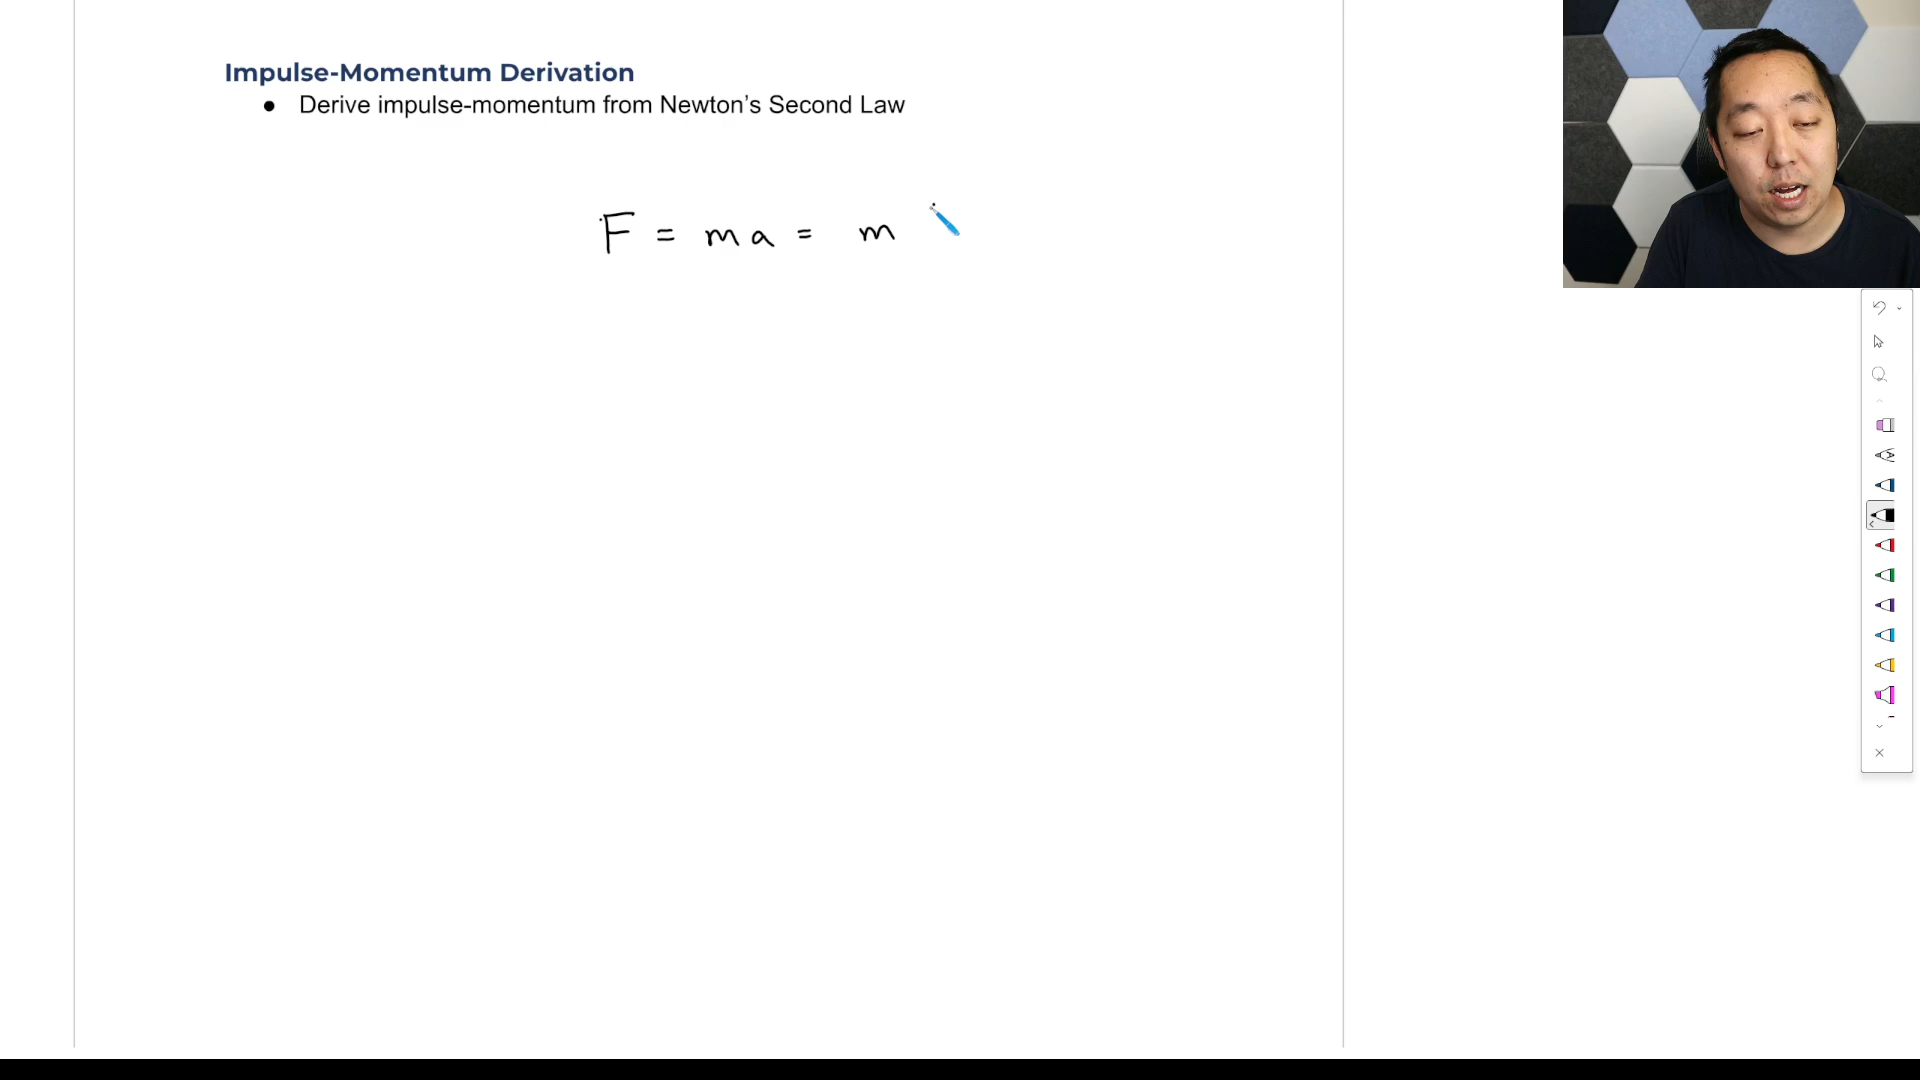 Impulse-Momentum Derivation
● Derive impulse-momentum from Newton’s Second Law
F = ma = m